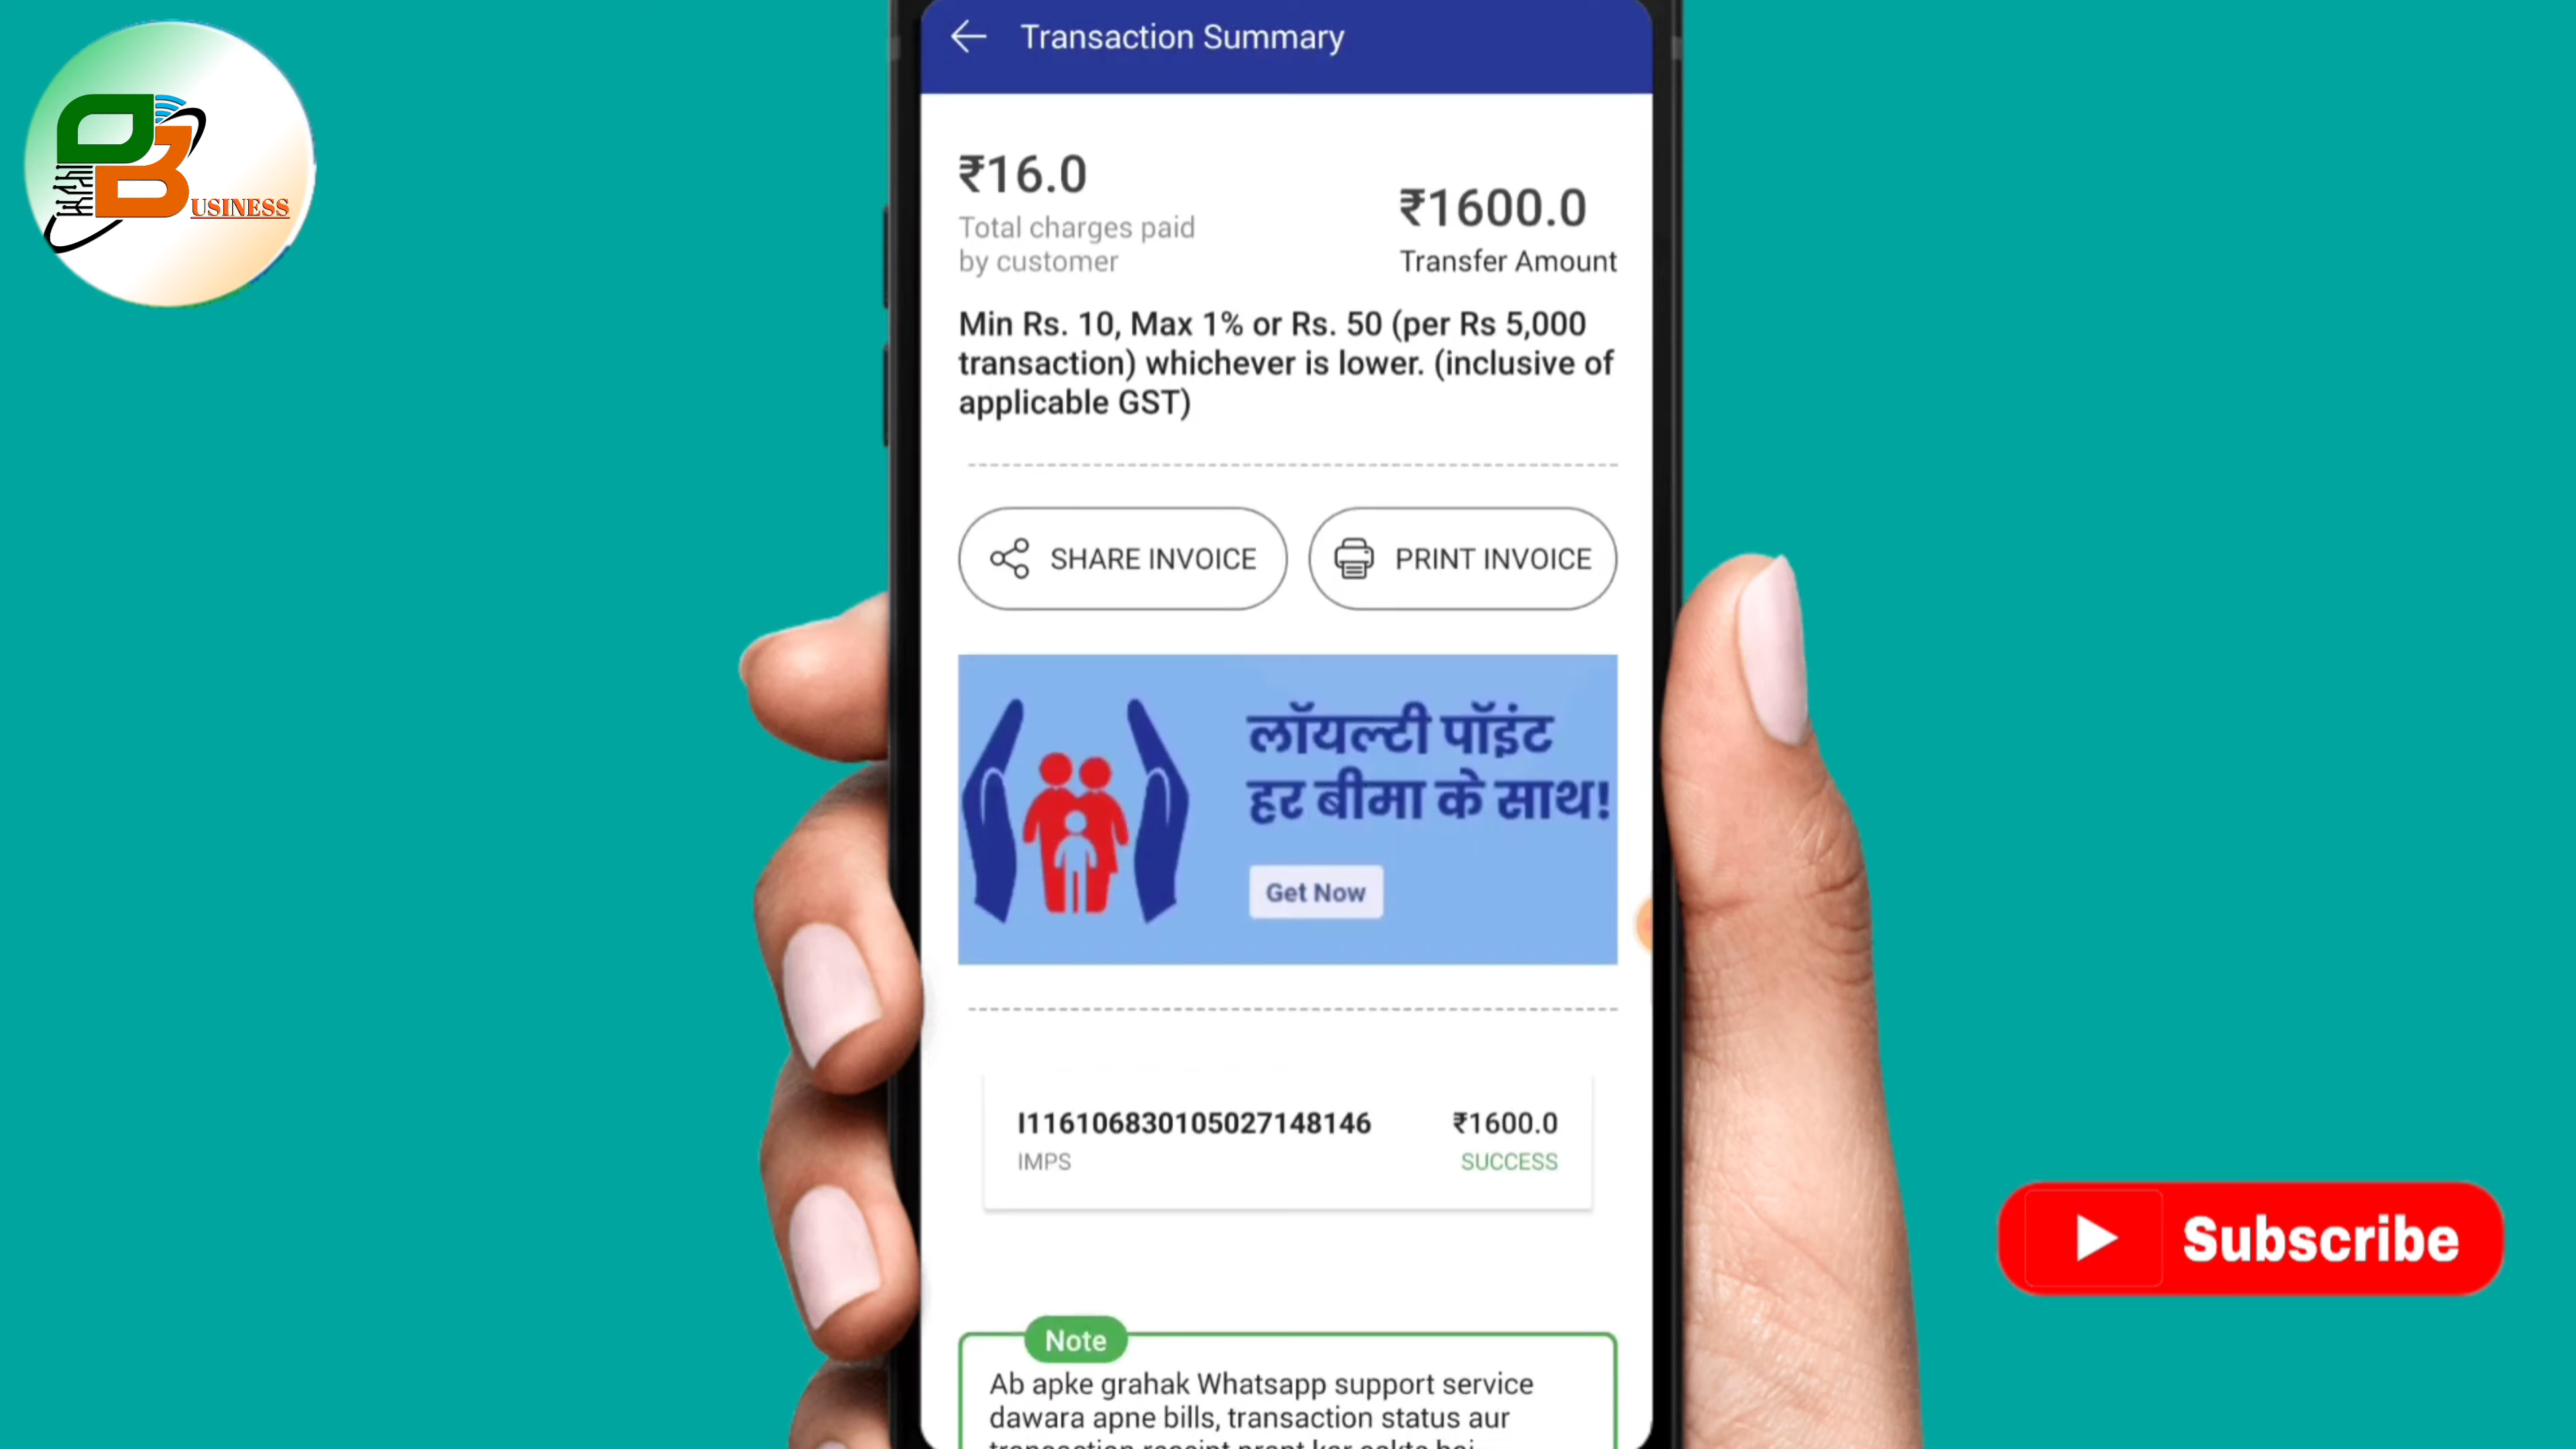 USINESS
Transaction Summary
₹16.0
Total charges paid
by customer
₹1600.0
Transfer Amount
Min Rs. 10, Max 1% or Rs. 50 (per Rs 5,000
transaction) whichever is lower. (inclusive of
applicable GST)
SHARE INVOICE
PRINT INVOICE
लॉयल्टी पॉइंट
हर बीमा के साथ!
Get Now
I116106830105027148146
₹1600.0
IMPS
SUCCESS
Subscribe
Note
Ab apke grahak Whatsapp support service
dawara apne bills, transaction status aur